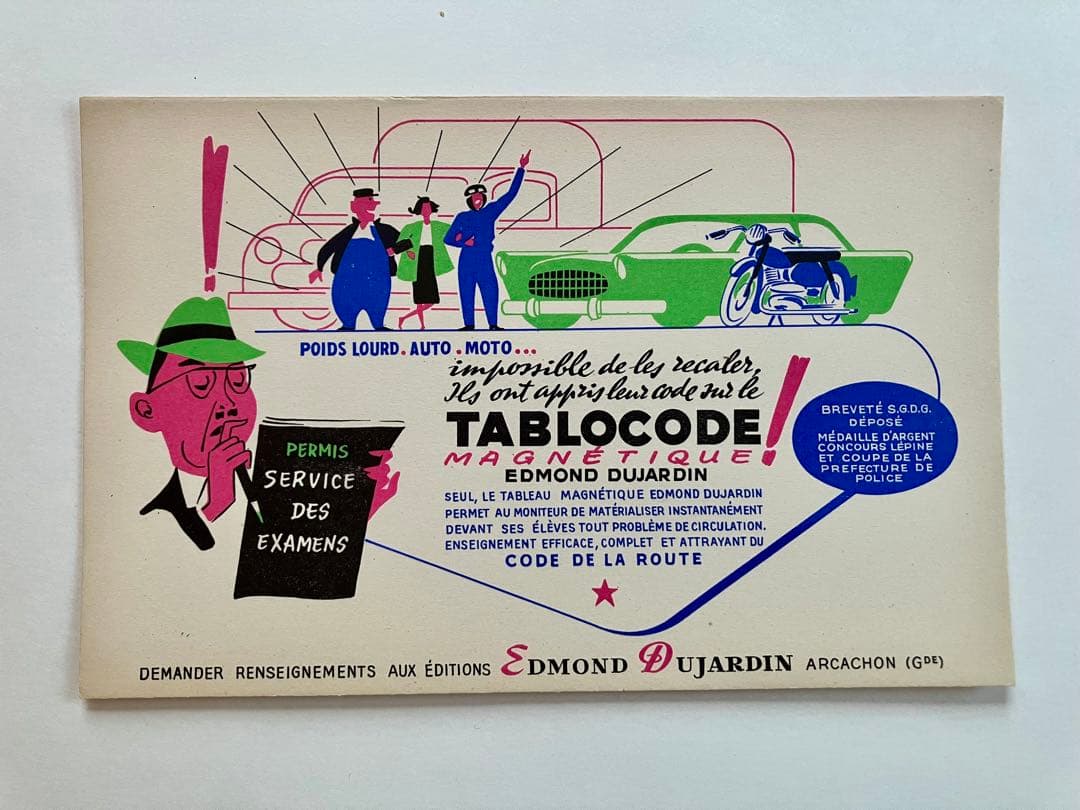 POIDS LOURD. AUTO. MOTO...
impossible de les recaler,
Ils ont appris leur code sur le
TABLOCODE!
MAGNÉTIQUE
EDMOND DUJARDIN
SEUL, LE TABLEAU MAGNÉTIQUE EDMOND DUJARDIN
PERMET AU MONITEUR DE MATÉRIALISER INSTANTANÉMENT
DEVANT SES ÉLÈVES TOUT PROBLÈME DE CIRCULATION.
ENSEIGNEMENT EFFICACE, COMPLET ET ATTRAYANT DU
CODE DE LA ROUTE
BREVETÉ S.G.D.G.
DÉPOSÉ
MÉDAILLE D'ARGENT
CONCOURS LÉPINE
ET COUPE DE LA
PREFECTURE DE
POLICE
!
PERMIS
SERVICE
DES
EXAMENS
DEMANDER RENSEIGNEMENTS AUX ÉDITIONS EDMOND DUJARDIN ARCACHON (GDE)